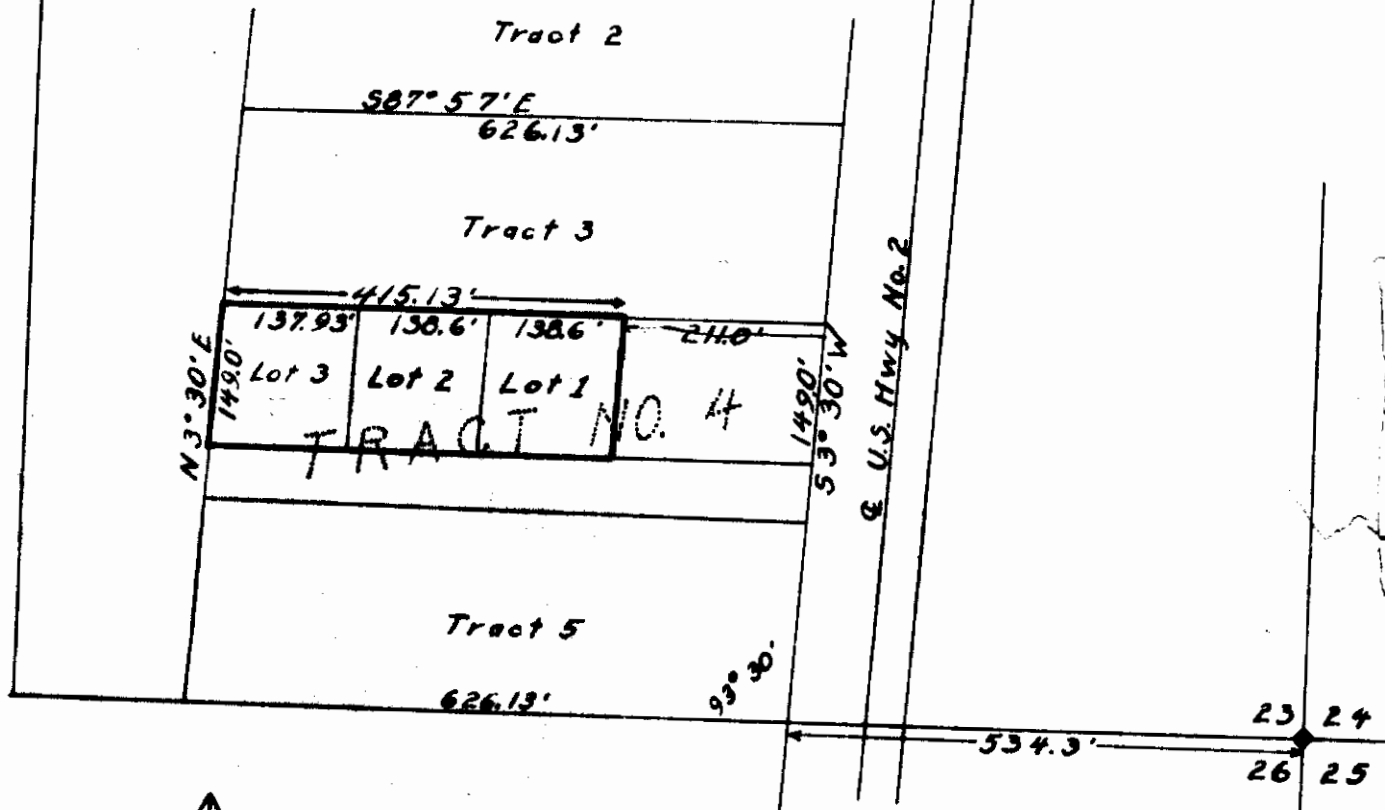 Tract 2
S87° 57' E
626.13'
Tract 3
415.13'
137.93' 138.6' 138.6' 211.0'
N 3° 30' E
149.0'
Lot 3 Lot 2 Lot 1
TRACT NO. 4
149.0'
S 3° 30' W
℄ U.S. Hwy No. 2
Tract 5
93° 30'
626.13'
534.3'
23 24
26 25